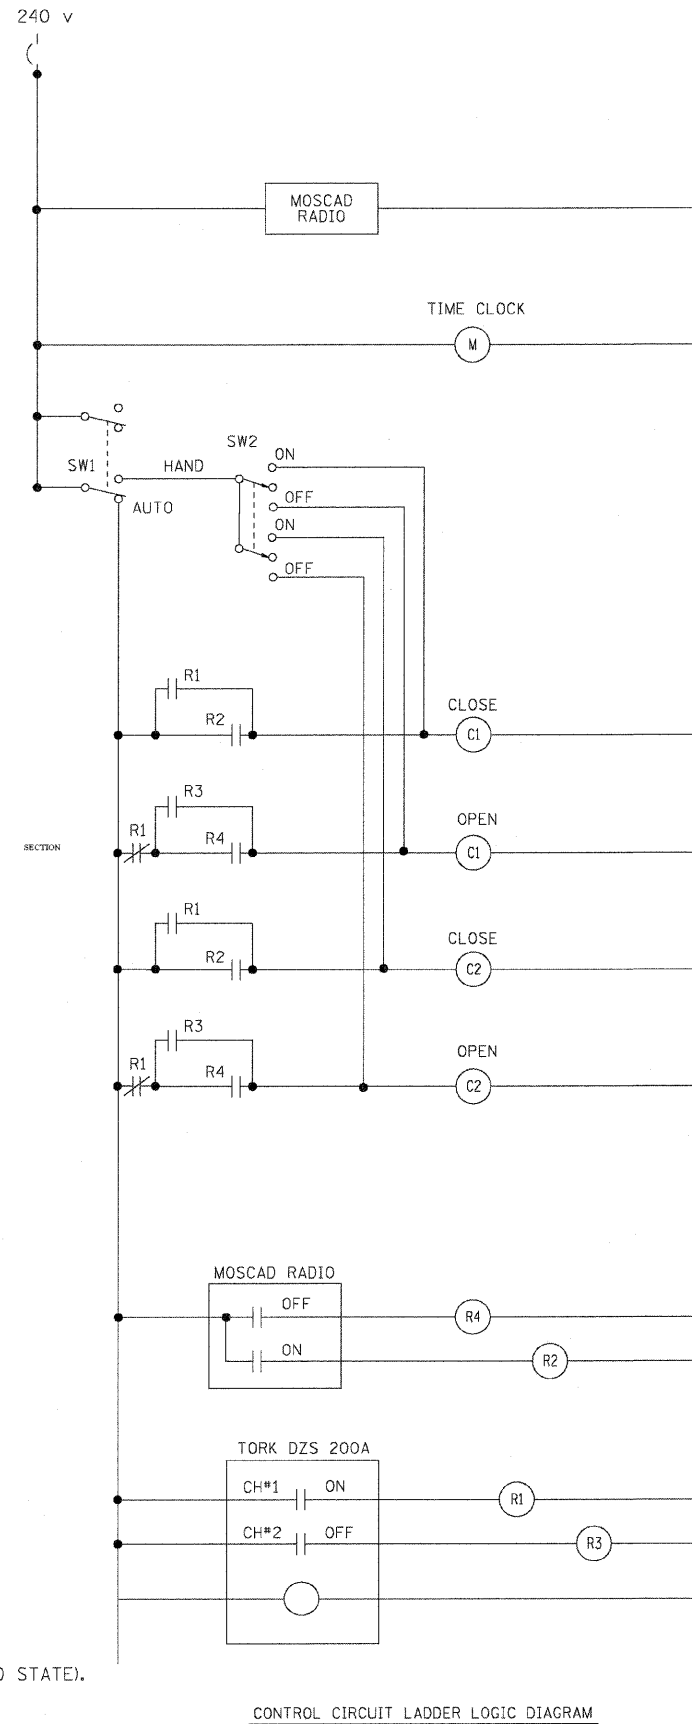 240 v
MOSCAD
RADIO
TIME CLOCK
M
SW1
HAND
AUTO
SW2
ON
OFF
ON
OFF
R1
R2
CLOSE
C1
R3
R1
R4
OPEN
C1
SECTION
R1
R2
CLOSE
C2
R3
R1
R4
OPEN
C2
MOSCAD RADIO
OFF
R4
ON
R2
TORK DZS 200A
CH#1 ON
R1
CH#2 OFF
R3
STATE).
CONTROL CIRCUIT LADDER LOGIC DIAGRAM